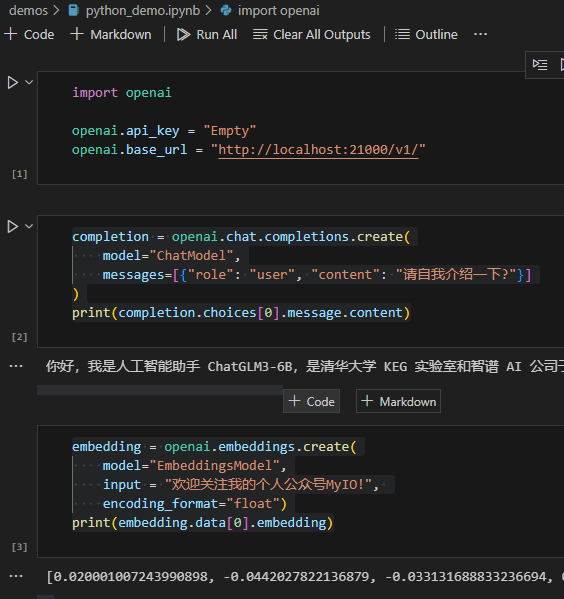 demos > python_demo.ipynb > import openai
+ Code + Markdown Run All Clear All Outputs Outline ...
import openai
openai.api_key = "Empty"
openai.base_url = "http://localhost:21000/v1/"
[1]
completion = openai.chat.completions.create(
model="ChatModel",
messages=[{"role": "user", "content": "请自我介绍一下?"}]
)
print(completion.choices[0].message.content)
[2]
你好，我是人工智能助手 ChatGLM3-6B，是清华大学 KEG 实验室和智谱 AI 公司于
+ Code + Markdown
embedding = openai.embeddings.create(
model="EmbeddingsModel",
input = "欢迎关注我的个人公众号MyIO!",
encoding_format="float")
print(embedding.data[0].embedding)
[3]
[0.020001007243990898, -0.0442027822136879, -0.033131688833236694,